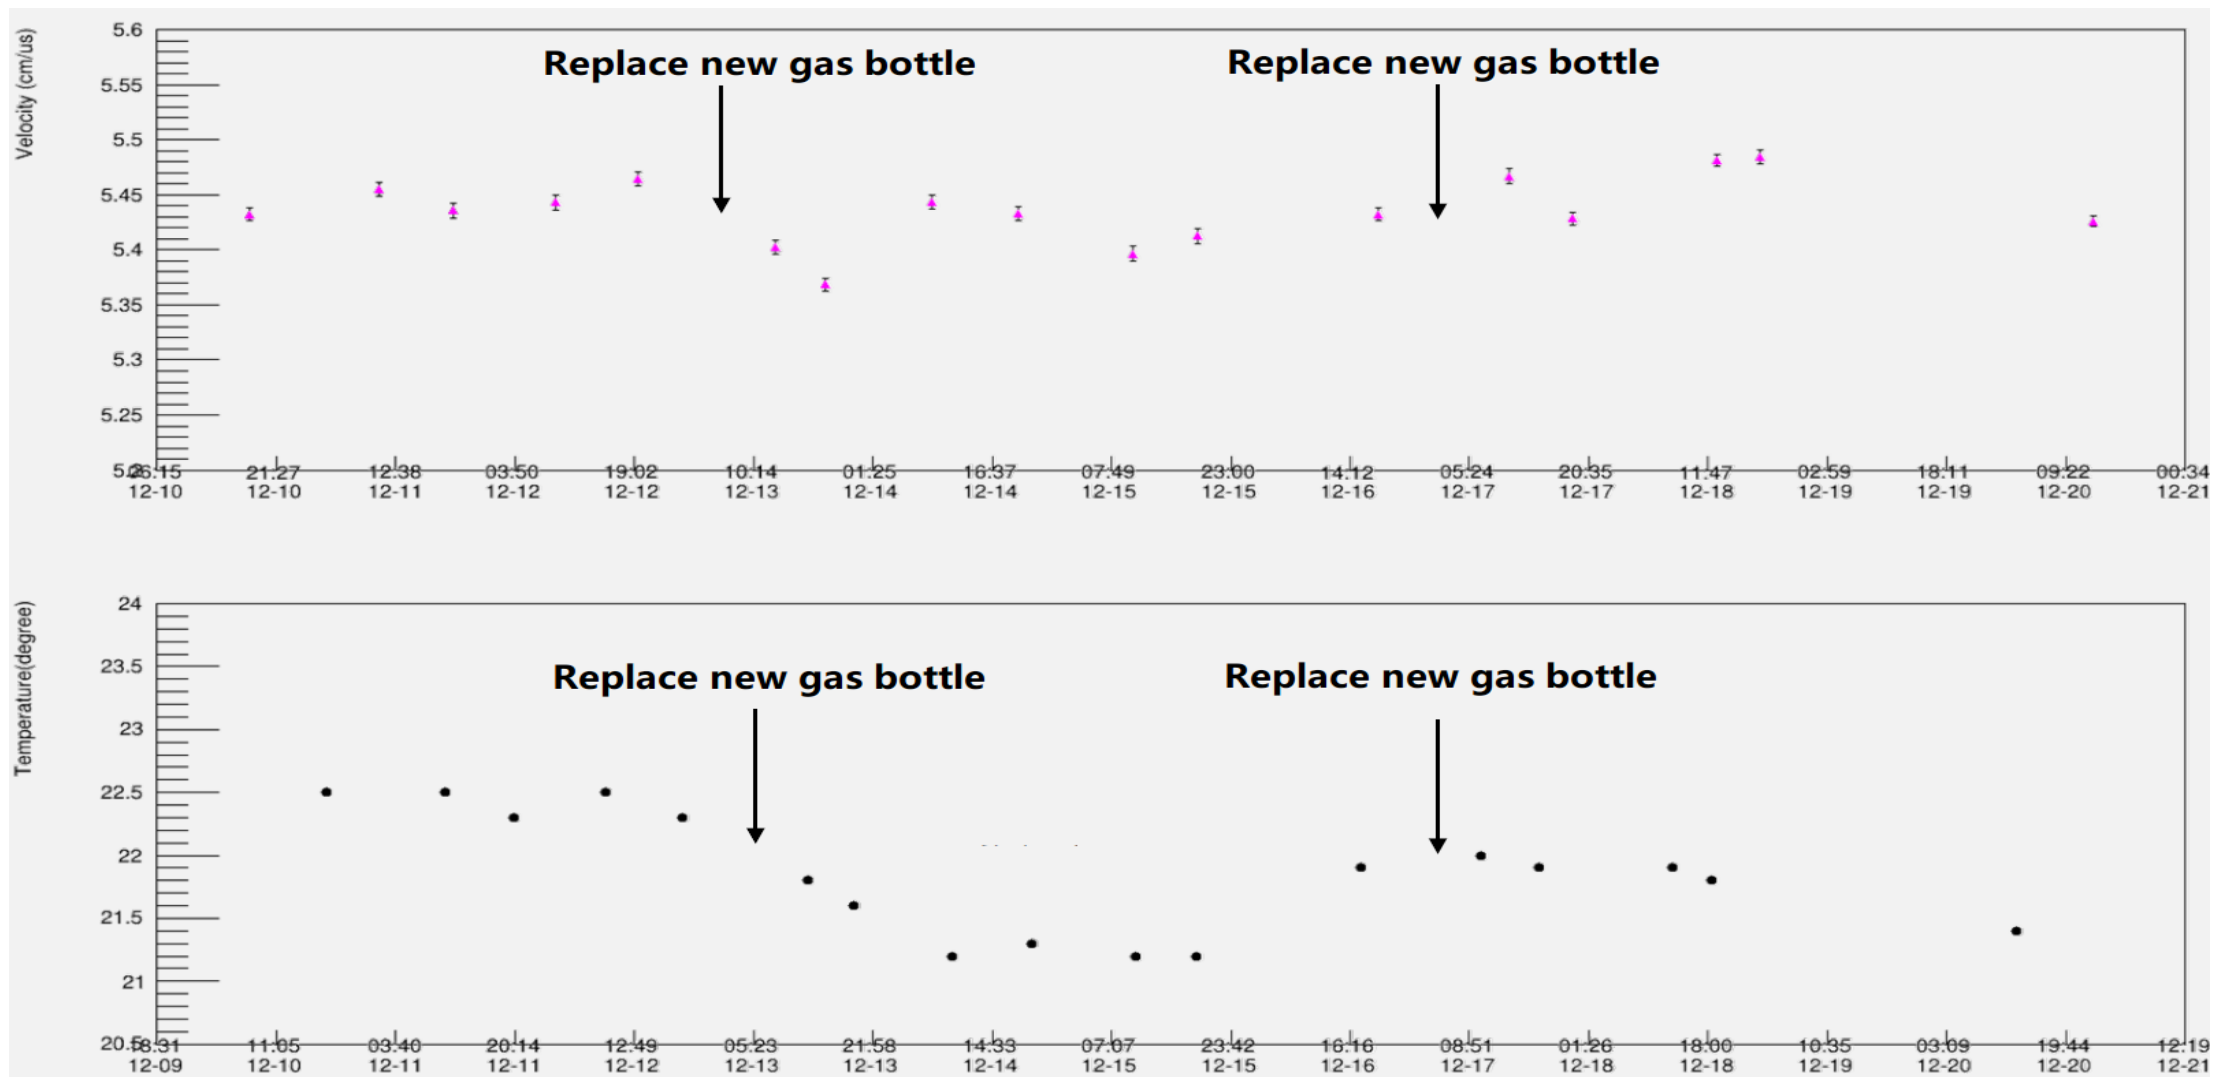 Velocity (cm/us)
5.6
Replace new gas bottle
Replace new gas bottle
5.55
5.5
5.45
5.4
5.35
5.3
5.25
21:27 12:38 03:50 19:02 10:14 01:25 16:37 07:49 23:00 14:12 05:24 20:35 11:47 02:59 18:11 09:22 00:34
12-10 12-10 12-11 12-12 12-12 12-13 12-14 12-14 12-15 12-15 12-16 12-17 12-17 12-18 12-19 12-19 12-20 12-21
Temperature(degree)
24
23.5
Replace new gas bottle
Replace new gas bottle
23
22.5
22
21.5
21
11:05 03:40 20:14 12:49 05:23 21:58 14:33 07:07 23:42 16:16 08:51 01:26 18:00 10:35 03:09 19:44 12:19
12-09 12-10 12-11 12-11 12-12 12-13 12-13 12-14 12-15 12-15 12-16 12-17 12-18 12-18 12-19 12-20 12-20 12-21